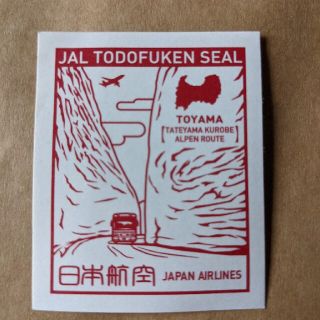 JAL TODOFUKEN SEAL
TOYAMA
[TATEYAMA KUROBE
ALPEN ROUTE]
日本航空 JAPAN AIRLINES